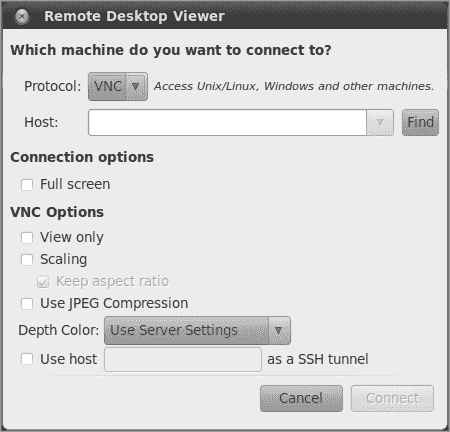 Remote Desktop Viewer
Which machine do you want to connect to?
Protocol: VNC Access Unix/Linux, Windows and other machines.
Host: Find
Connection options
Full screen
VNC Options
View only
Scaling
Keep aspect ratio
Use JPEG Compression
Depth Color: Use Server Settings
Use host as a SSH tunnel
Cancel Connect